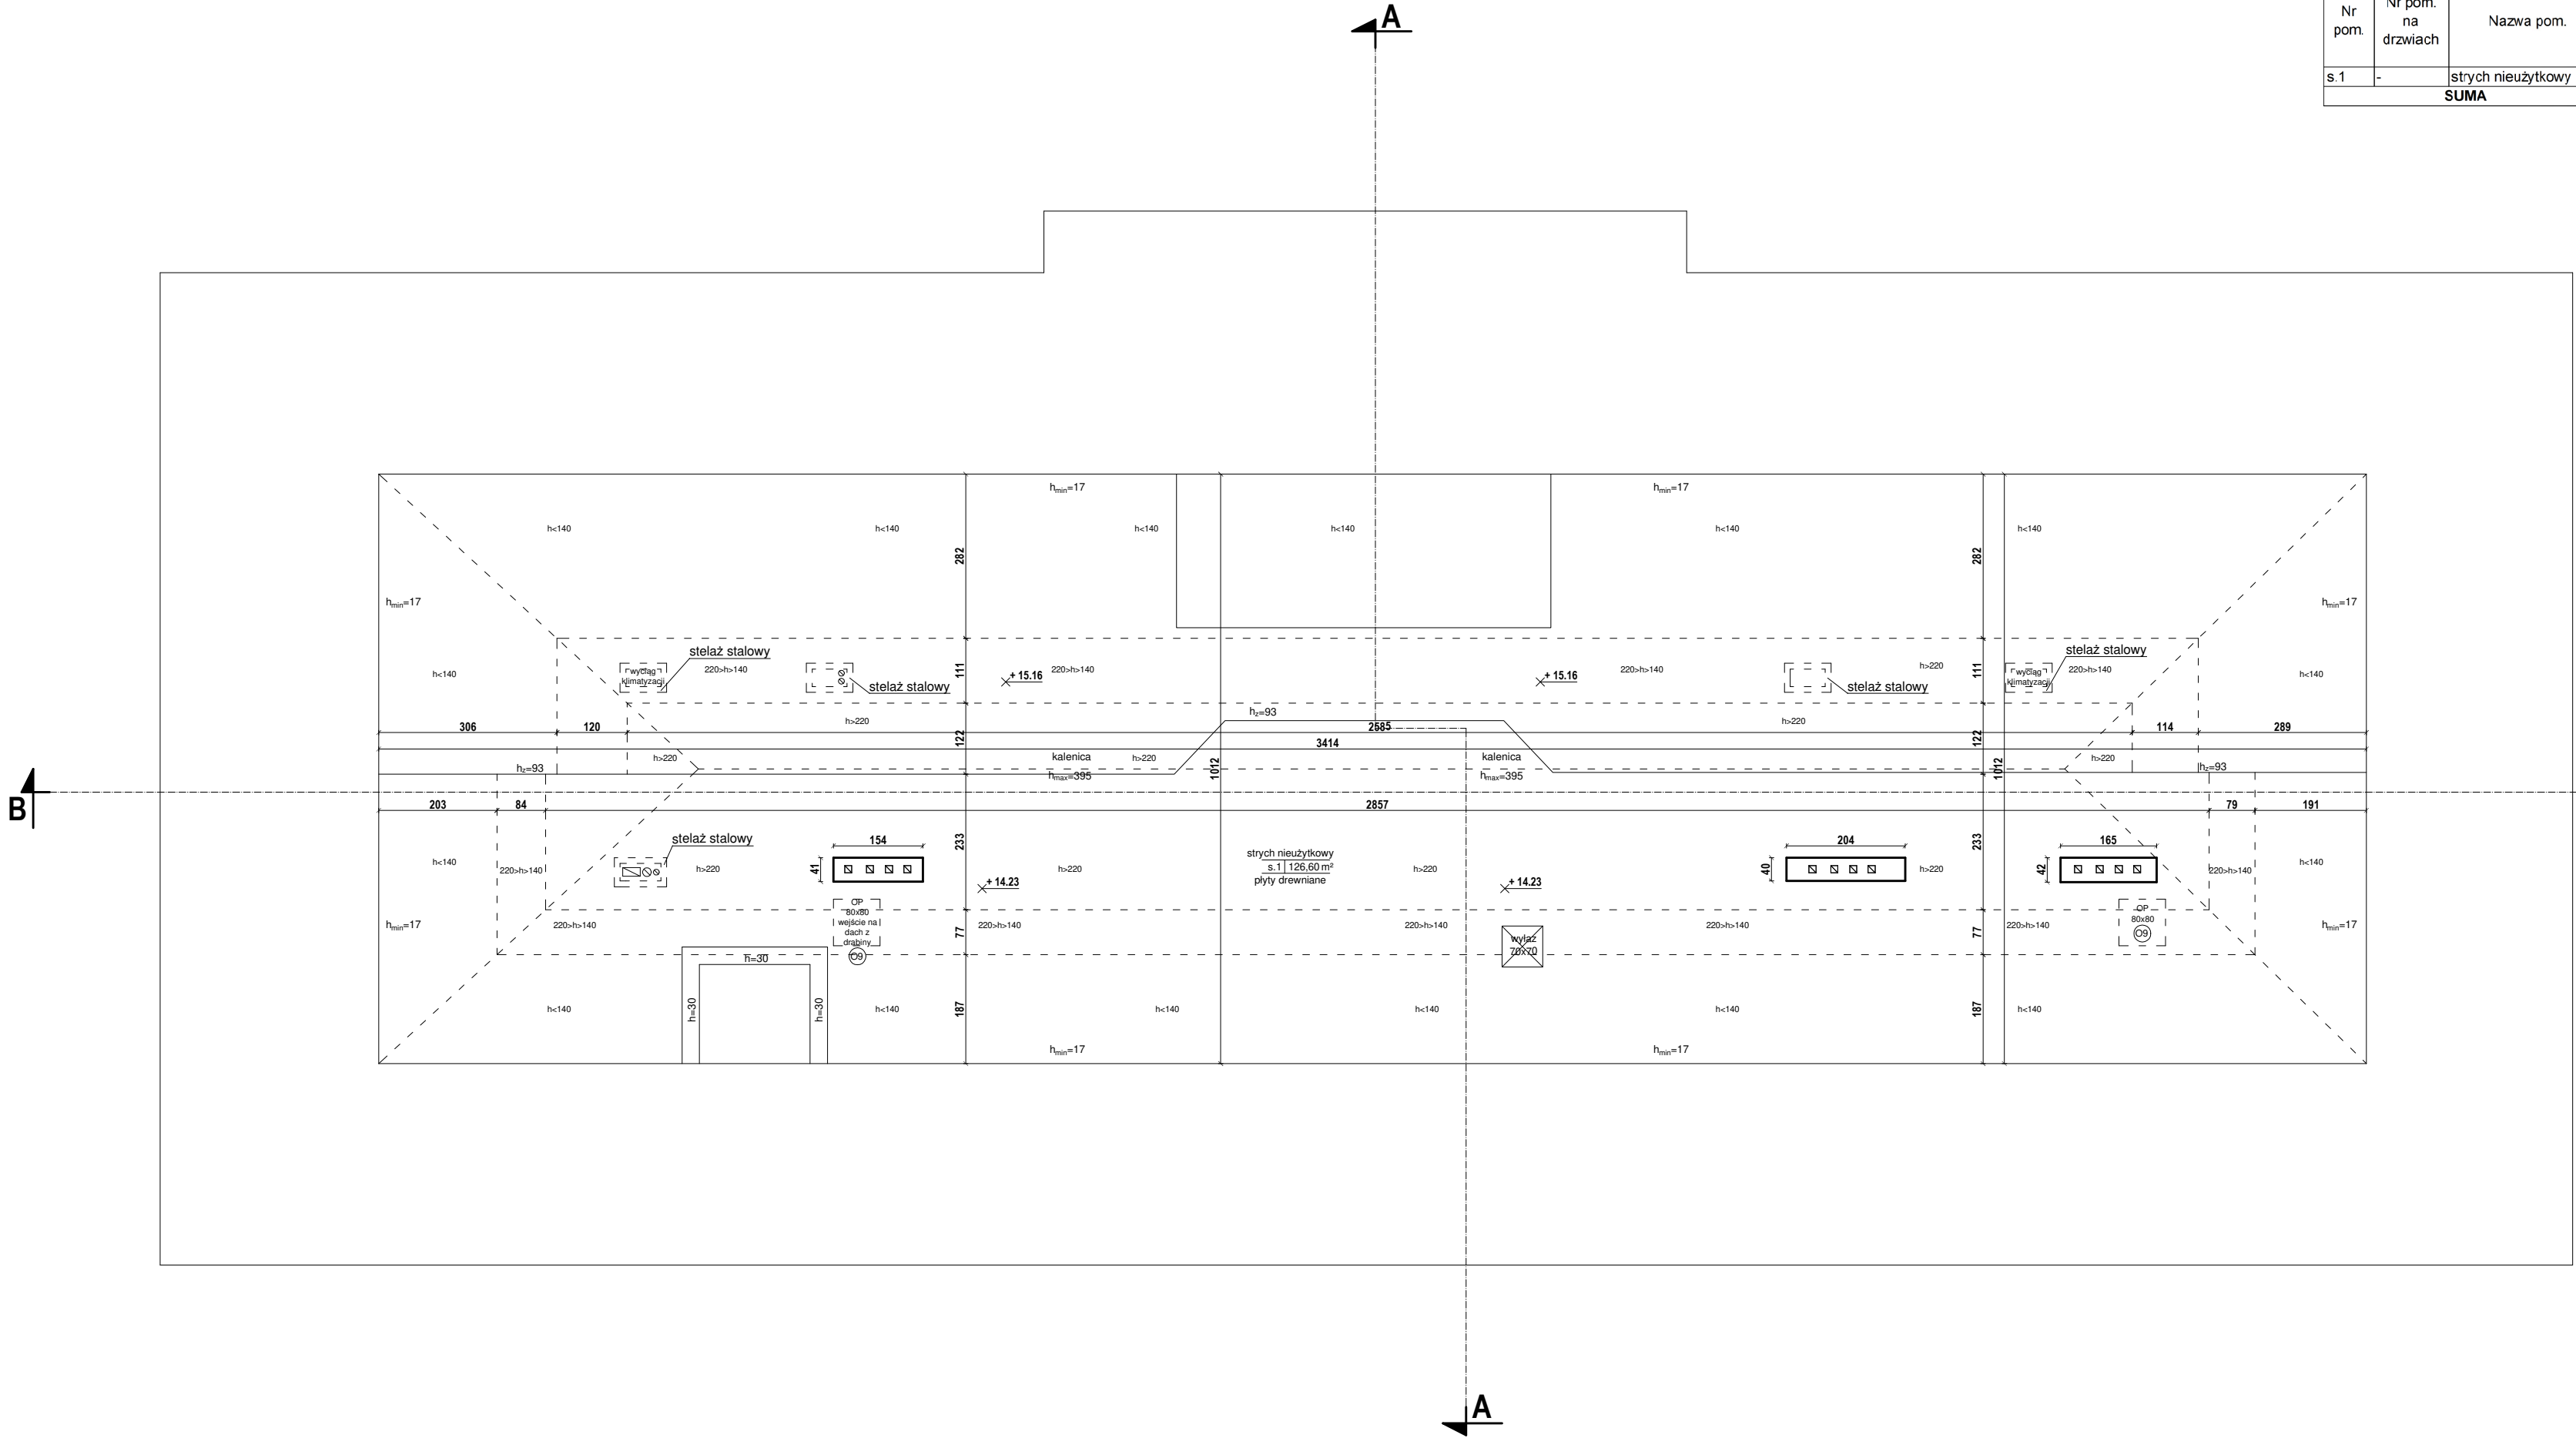 A
Nr pom.
Nr pom. na drzwiach
Nazwa pom.
s.1
-
strych nieużytkowy
SUMA
hmin=17
hmin=17
h<140
h<140
h<140
h<140
h<140
h<140
282
282
hmin=17
hmin=17
stelaż stalowy
stelaż stalowy
wyciąg
klimatyzacji
220>h>140
220>h>140
220>h>140
h>220
wyciąg
klimatyzacji
220>h>140
111
111
h<140
h<140
+ 15.16
+ 15.16
stelaż stalowy
stelaż stalowy
hz=93
h>220
h>220
306
120
2585
114
289
122
122
3414
h>220
kalenica
h>220
kalenica
h>220
hz=93
hmax=395
1012
hmax=395
1012
hz=93
B
203
84
2857
79
191
stelaż stalowy
154
204
165
233
233
h<140
220>h>140
h>220
41
h>220
strych nieużytkowy
s.1 126,60 m²
płyty drewniane
h>220
40
h>220
42
220>h>140
h<140
+ 14.23
+ 14.23
OP
80x80
wejście na
dach z
drabiny
O9
OP
80x80
O9
hmin=17
220>h>140
77
220>h>140
220>h>140
220>h>140
77
220>h>140
hmin=17
wyłaz
70x70
h=30
h=30
h=30
h<140
h<140
187
h<140
h<140
h<140
187
h<140
hmin=17
hmin=17
A